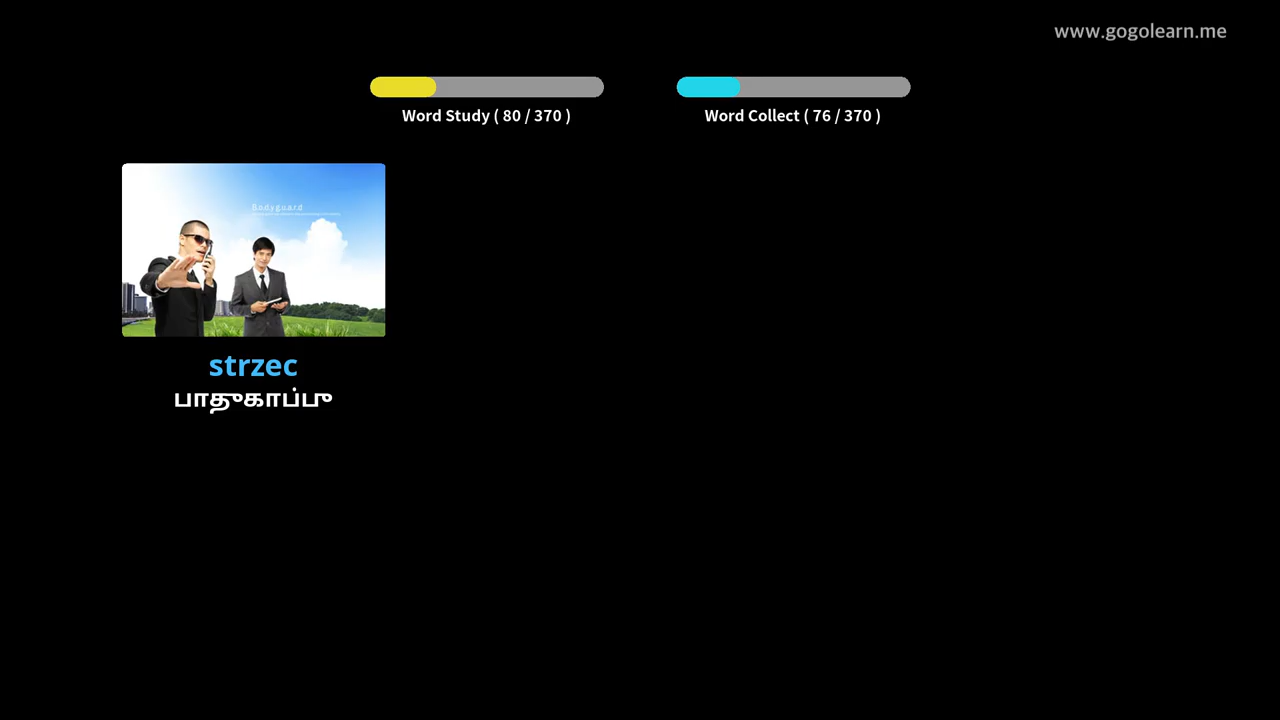 www.gogolearn.me
Word Study ( 80 / 370 )
Word Collect ( 76 / 370 )
Bodyguard
strzec
பாதுகாப்பு